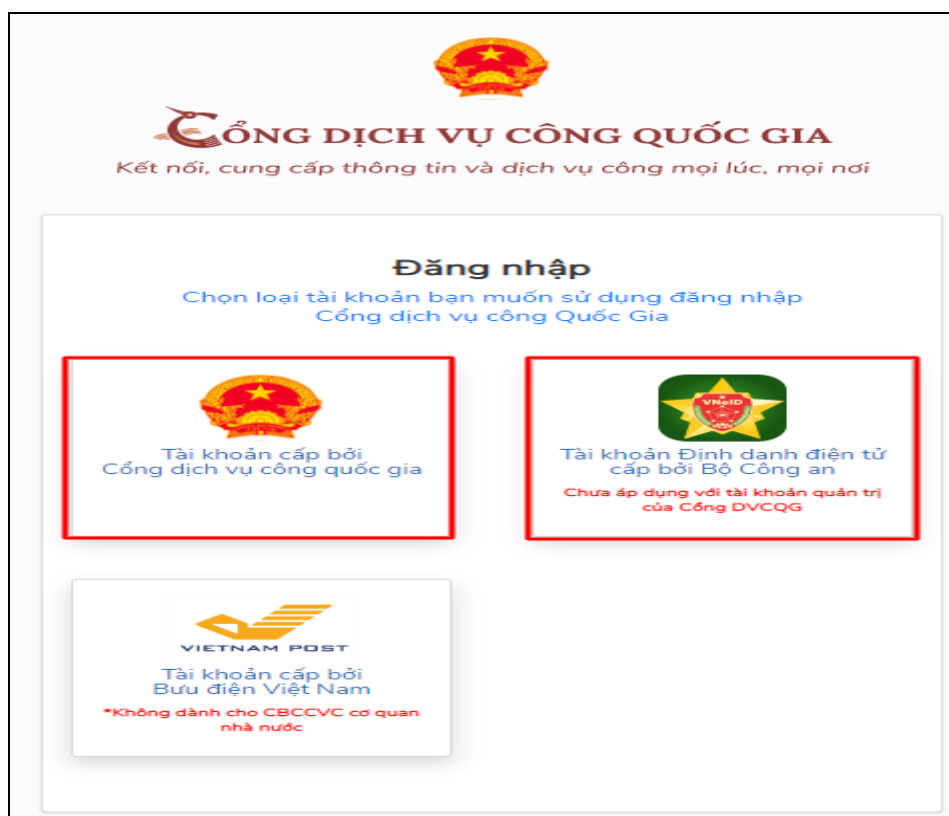 CỔNG DỊCH VỤ CÔNG QUỐC GIA
Kết nối, cung cấp thông tin và dịch vụ công mọi lúc, mọi nơi
Đăng nhập
Chọn loại tài khoản bạn muốn sử dụng đăng nhập
Cổng dịch vụ công Quốc Gia
Tài khoản cấp bởi
Cổng dịch vụ công quốc gia
VNeID
Tài khoản Định danh điện tử
cấp bởi Bộ Công an
Chưa áp dụng với tài khoản quản trị
của Cổng DVCQG
VIETNAM POST
Tài khoản cấp bởi
Bưu điện Việt Nam
*Không dành cho CBCCVC cơ quan
nhà nước